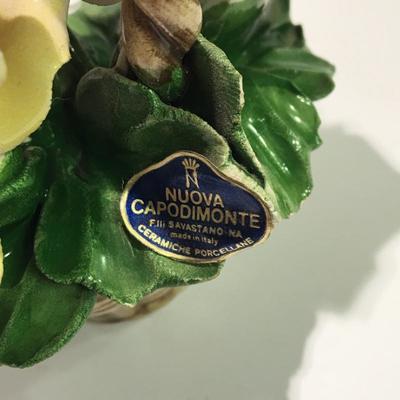 N
NUOVA
CAPODIMONTE
F.lli SAVASTANO-NA
made in Italy
CERAMICHE PORCELLANE